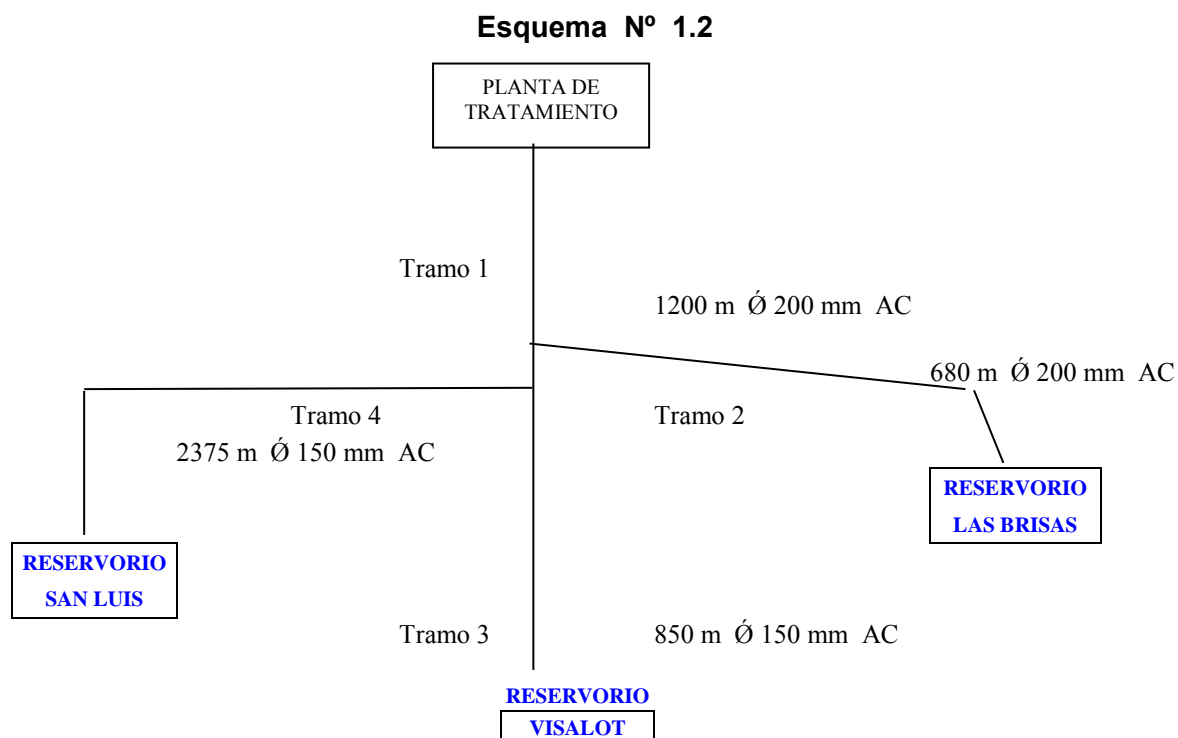 Esquema Nº 1.2
PLANTA DE
TRATAMIENTO
Tramo 1
1200 m Ǿ 200 mm AC
680 m Ǿ 200 mm AC
Tramo 4
Tramo 2
2375 m Ǿ 150 mm AC
RESERVORIO
LAS BRISAS
RESERVORIO
SAN LUIS
Tramo 3
850 m Ǿ 150 mm AC
RESERVORIO
VISALOT